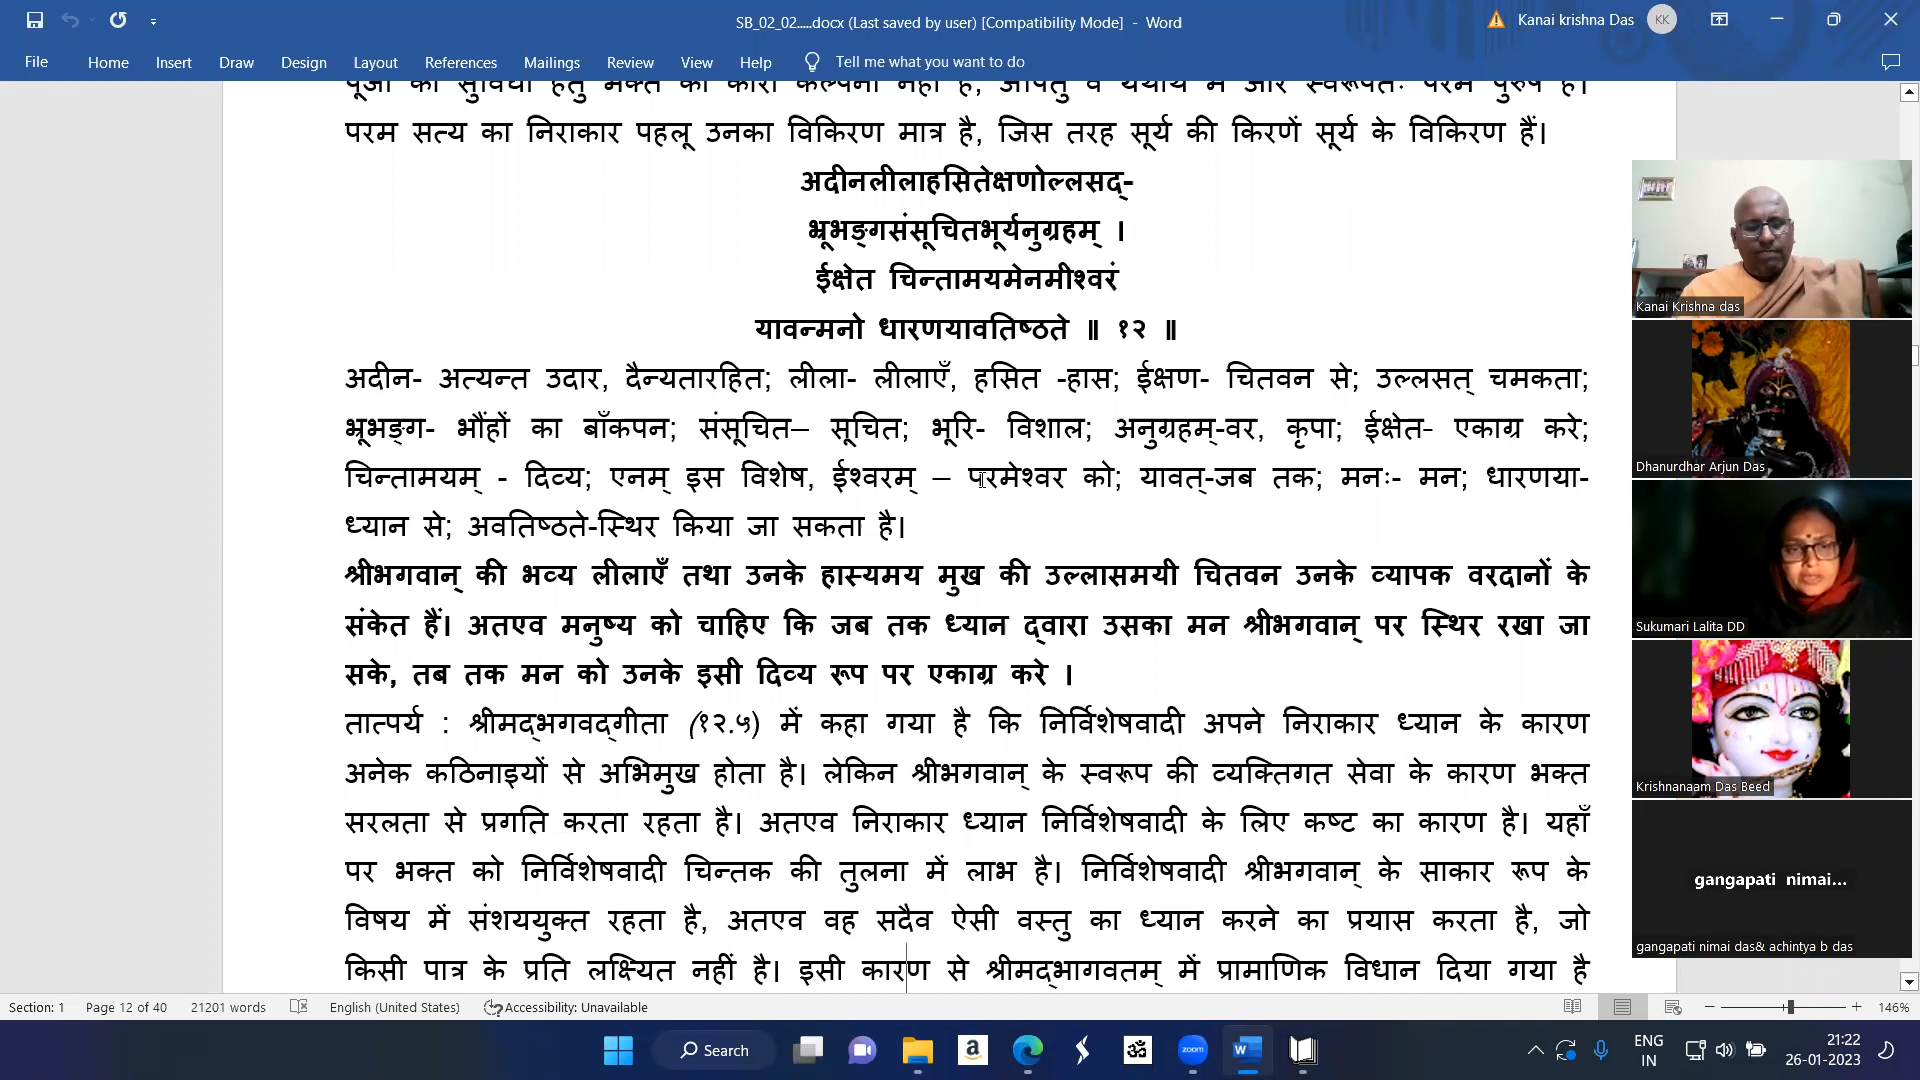 SB_02_02.....docx (Last saved by user) [Compatibility Mode] - Word
Kanai krishna Das
KK
File Home Insert Draw Design Layout References Mailings Review View Help Tell me what you want to do
परम सत्य का निराकार पहलू उनका विकिरण मात्र है, जिस तरह सूर्य की किरणें सूर्य के विकिरण हैं।
अदीनलीलाहसितेक्षणोल्लसद्-
भ्रूभङ्गसंसूचितभूर्यनुग्रहम् ।
ईक्षेत चिन्तामयमेनमीश्वरं
यावन्मनो धारणयावतिष्ठते ॥ १२ ॥
अदीन- अत्यन्त उदार, दैन्यतारहित; लीला- लीलाएँ, हसित -हास; ईक्षण- चितवन से; उल्लसत् चमकता;
भ्रूभङ्ग- भौंहों का बाँकपन; संसूचित– सूचित; भूरि- विशाल; अनुग्रहम्-वर, कृपा; ईक्षेत- एकाग्र करे;
चिन्तामयम् - दिव्य; एनम् इस विशेष, ईश्वरम् – परमेश्वर को; यावत्-जब तक; मनः- मन; धारणया-
ध्यान से; अवतिष्ठते-स्थिर किया जा सकता है।
श्रीभगवान् की भव्य लीलाएँ तथा उनके हास्यमय मुख की उल्लासमयी चितवन उनके व्यापक वरदानों के
संकेत हैं। अतएव मनुष्य को चाहिए कि जब तक ध्यान द्वारा उसका मन श्रीभगवान् पर स्थिर रखा जा
सके, तब तक मन को उनके इसी दिव्य रूप पर एकाग्र करे ।
तात्पर्य : श्रीमद्भगवद्गीता (१२.५) में कहा गया है कि निर्विशेषवादी अपने निराकार ध्यान के कारण
अनेक कठिनाइयों से अभिमुख होता है। लेकिन श्रीभगवान् के स्वरूप की व्यक्तिगत सेवा के कारण भक्त
सरलता से प्रगति करता रहता है। अतएव निराकार ध्यान निर्विशेषवादी के लिए कष्ट का कारण है। यहाँ
पर भक्त को निर्विशेषवादी चिन्तक की तुलना में लाभ है। निर्विशेषवादी श्रीभगवान् के साकार रूप के
विषय में संशययुक्त रहता है, अतएव वह सदैव ऐसी वस्तु का ध्यान करने का प्रयास करता है, जो
किसी पात्र के प्रति लक्ष्यित नहीं है। इसी कारण से श्रीमद्भागवतम् में प्रामाणिक विधान दिया गया है
Kanai Krishna das
Dhanurdhar Arjun Das
Sukumari Lalita DD
Krishnanaam Das Beed
gangapati nimai...
gangapati nimai das& achintya b das
Section: 1 Page 12 of 40 21201 words English (United States) Accessibility: Unavailable 146%
Search
zoom
ENG
IN
21:22
26-01-2023